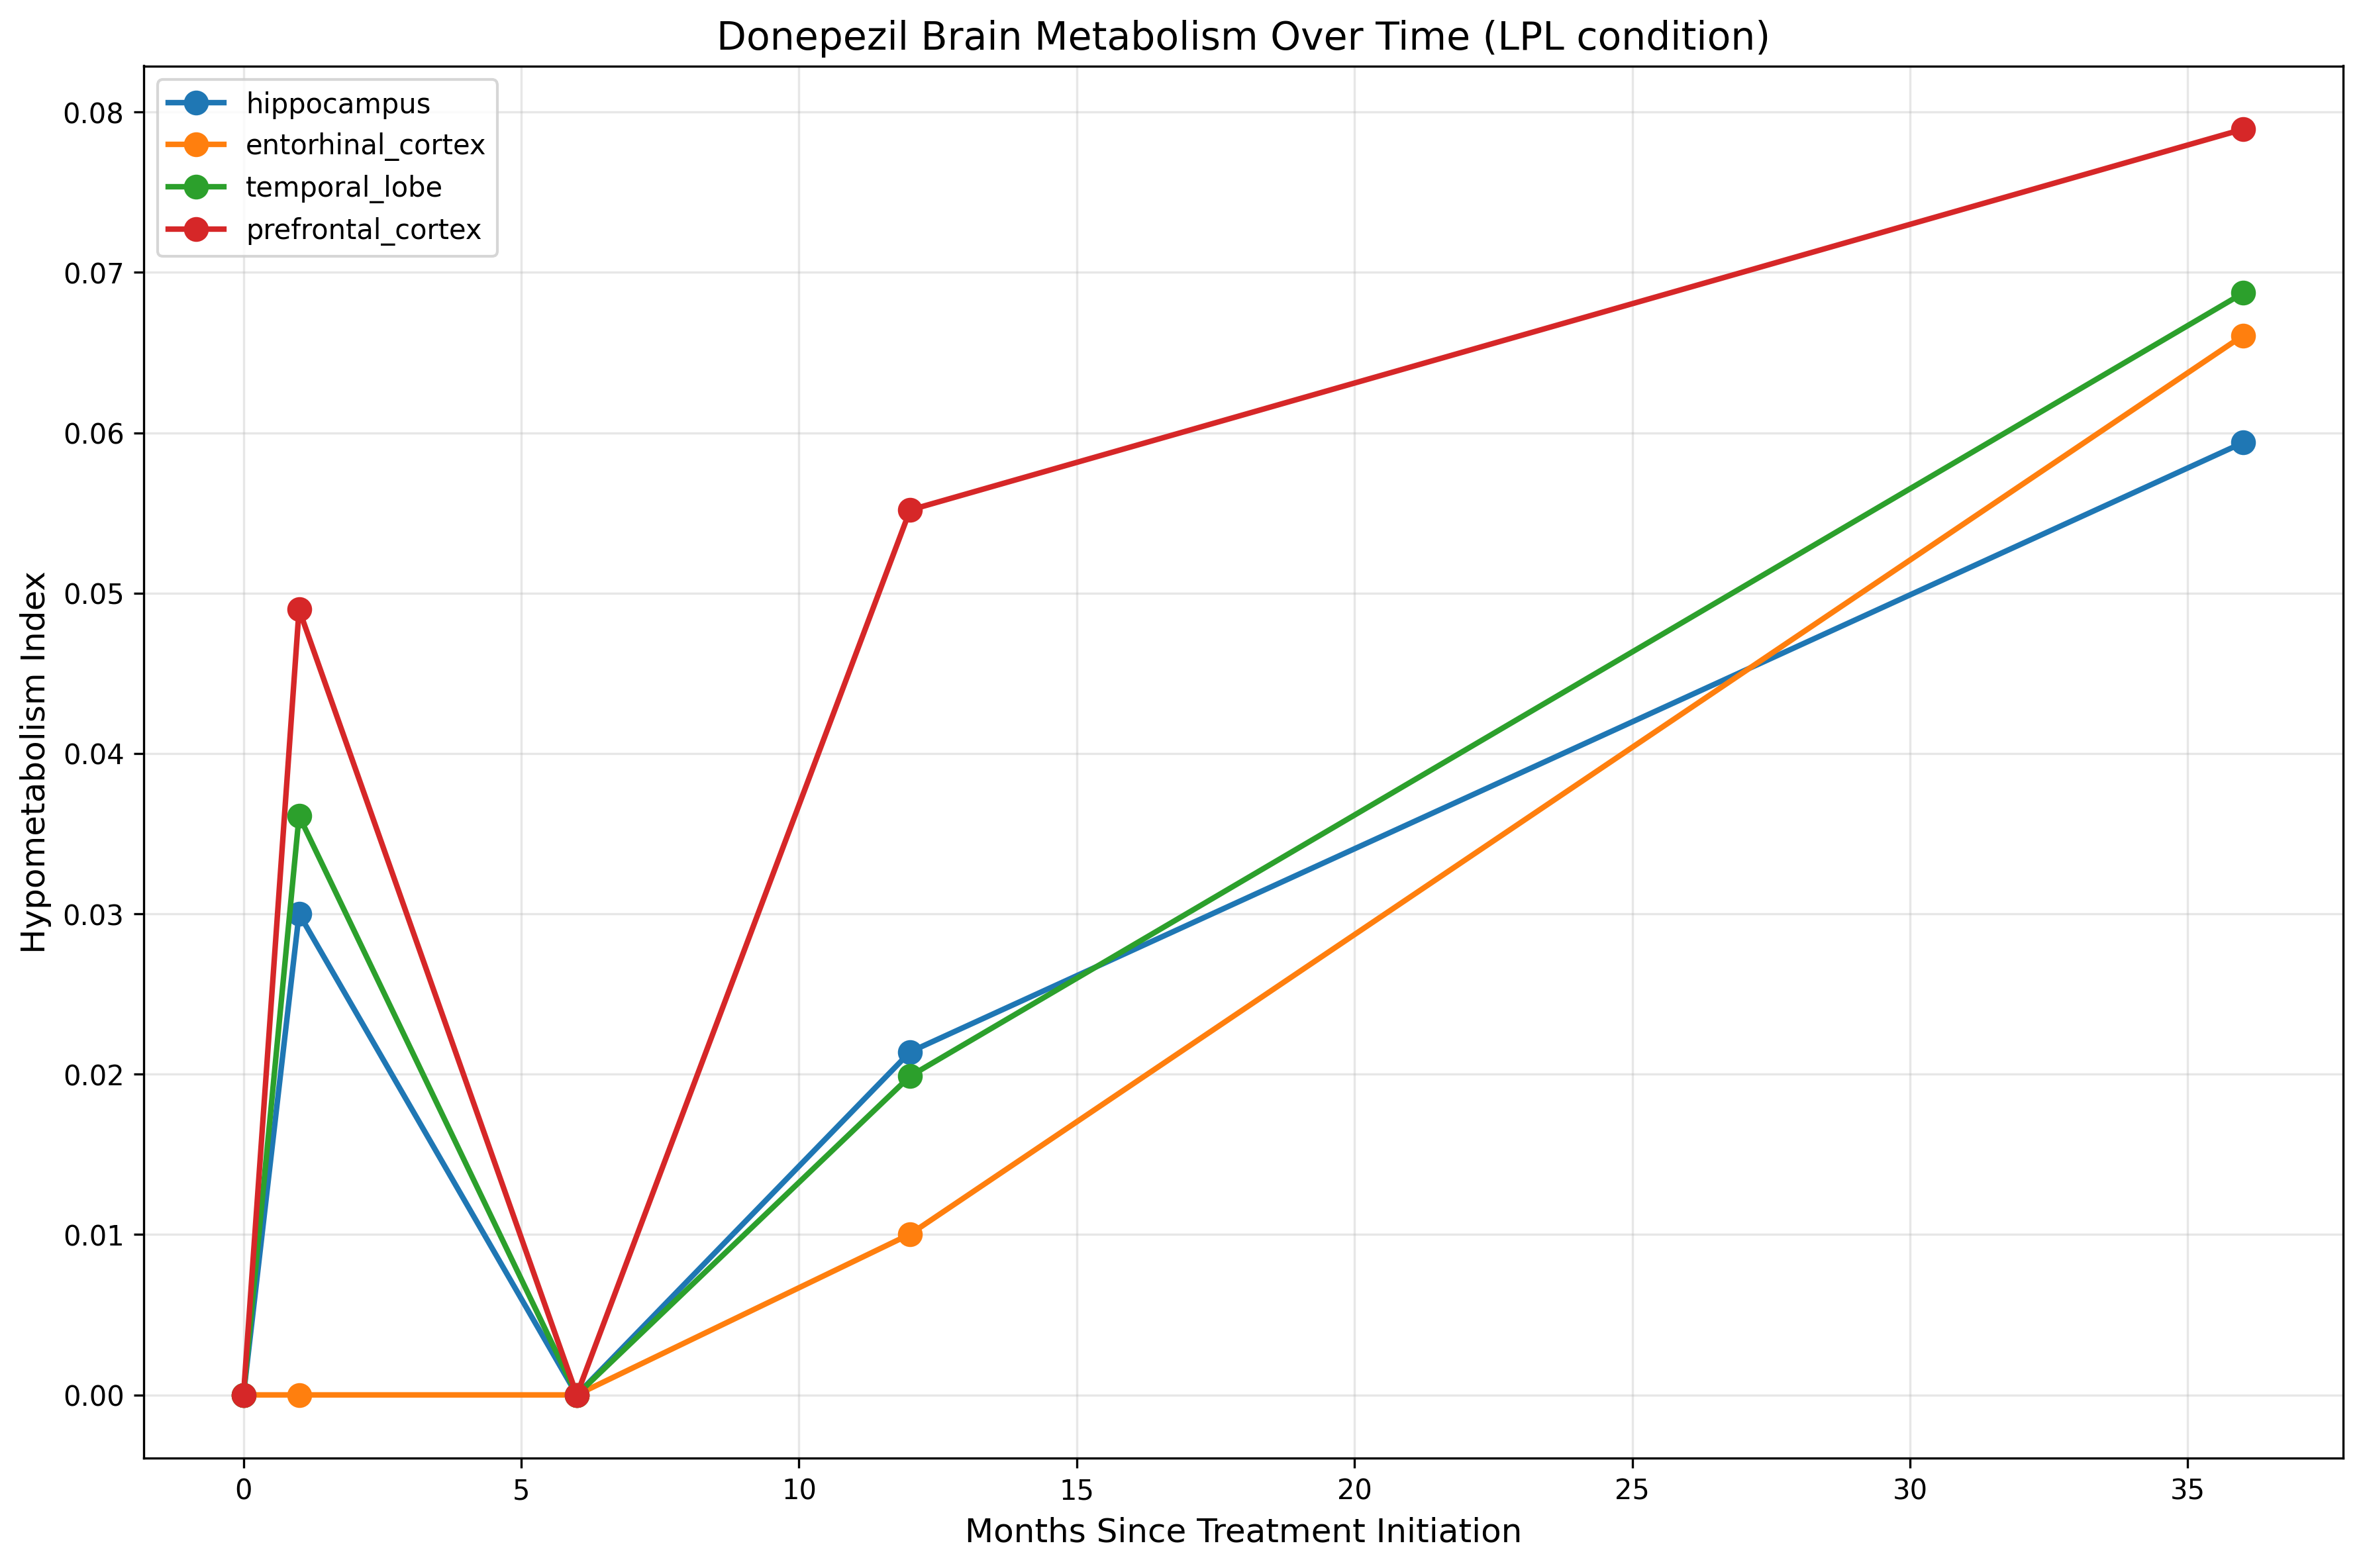 Donepezil Brain Metabolism Over Time (LPL condition)
hippocampus
entorhinal_cortex
temporal_lobe
prefrontal_cortex
Hypometabolism Index
0.08
0.07
0.06
0.05
0.04
0.03
0.02
0.01
0.00
0 5 10 15 20 25 30 35
Months Since Treatment Initiation